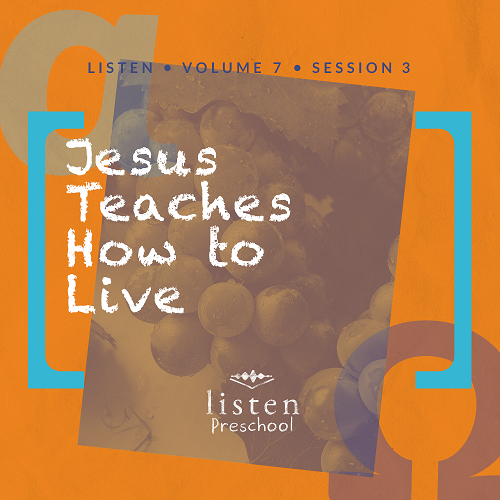 LISTEN • VOLUME 7 • SESSION 3
Jesus
Teaches
How to
Live
listen
Preschool